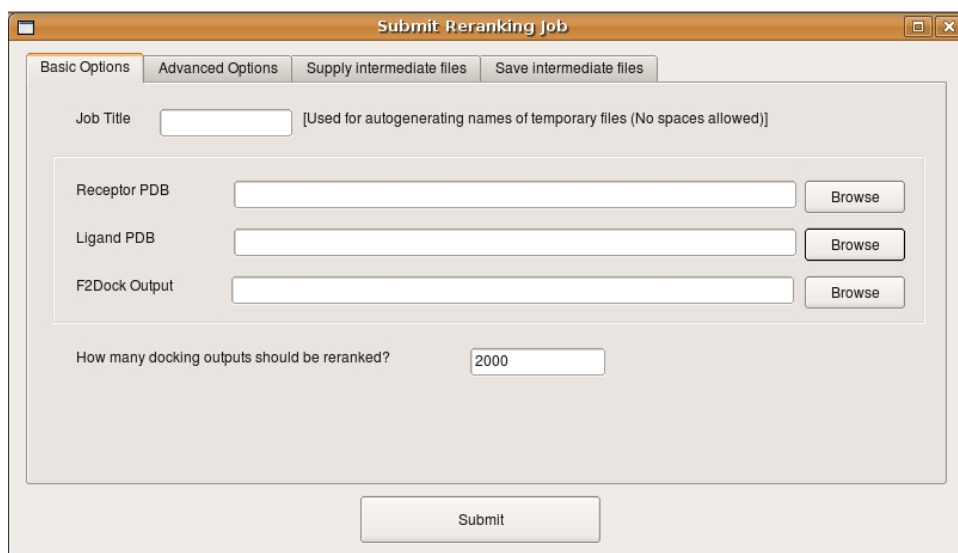 Submit Reranking Job
Basic Options Advanced Options Supply intermediate files Save intermediate files
Job Title [Used for autogenerating names of temporary files (No spaces allowed)]
Receptor PDB Browse
Ligand PDB Browse
F2Dock Output Browse
How many docking outputs should be reranked? 2000
Submit